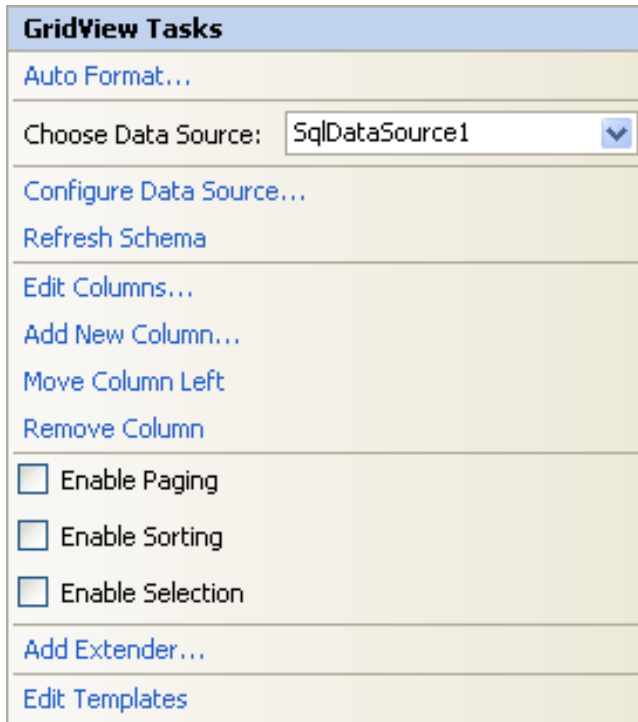 GridView Tasks
Auto Format...
Choose Data Source: SqlDataSource1
Configure Data Source...
Refresh Schema
Edit Columns...
Add New Column...
Move Column Left
Remove Column
Enable Paging
Enable Sorting
Enable Selection
Add Extender...
Edit Templates